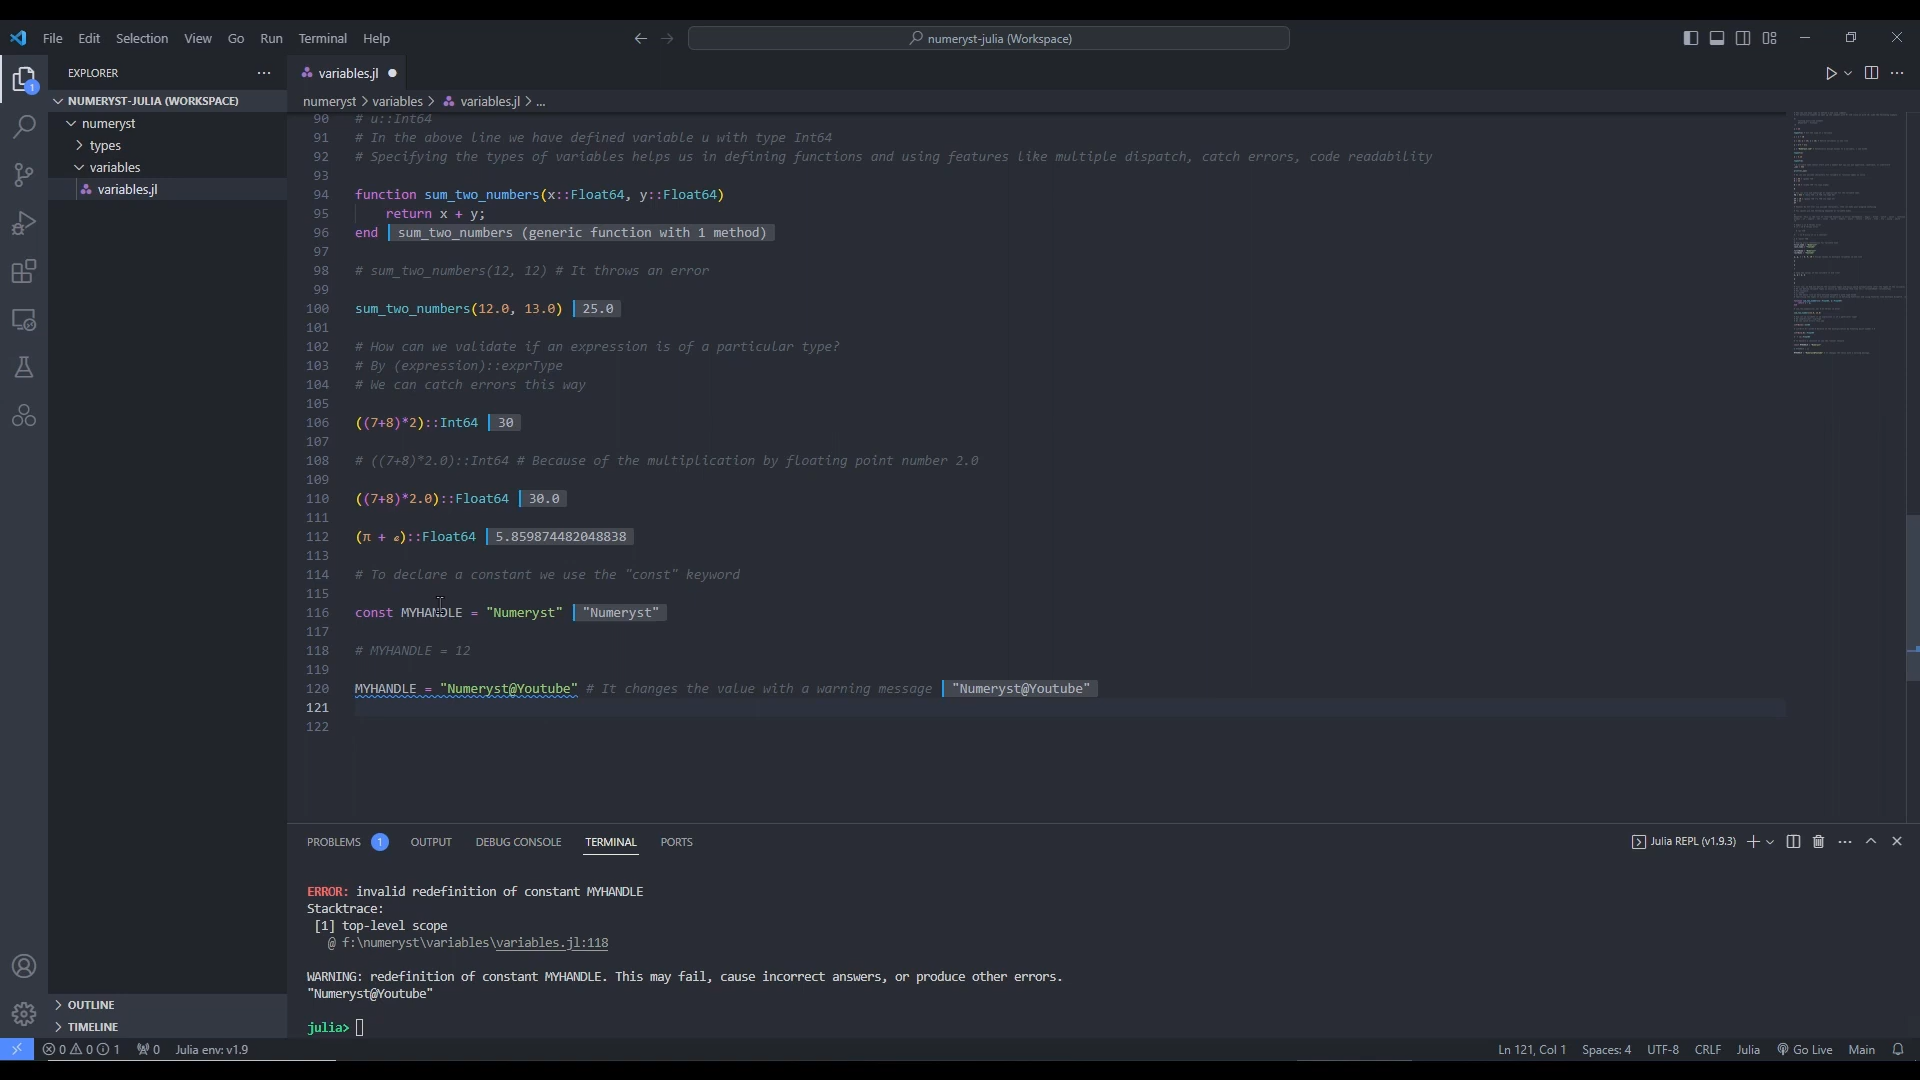 File Edit Selection View Go Run Terminal Help
numeryst-julia (Workspace)
EXPLORER
variables.jl
NUMERYST-JULIA (WORKSPACE)
numeryst > variables > variables.jl > ...
numeryst
types
variables
variables.jl
90 # u::Int64
91 # In the above line we have defined variable u with type Int64
92 # Specifying the types of variables helps us in defining functions and using features like multiple dispatch, catch errors, code readability
93
94 function sum_two_numbers(x::Float64, y::Float64)
95 return x + y;
96 end sum_two_numbers (generic function with 1 method)
97
98 # sum_two_numbers(12, 12) # It throws an error
99
100 sum_two_numbers(12.0, 13.0) 25.0
101
102 # How can we validate if an expression is of a particular type?
103 # By (expression)::exprType
104 # We can catch errors this way
105
106 ((7+8)*2)::Int64 30
107
108 # ((7+8)*2.0)::Int64 # Because of the multiplication by floating point number 2.0
109
110 ((7+8)*2.0)::Float64 30.0
111
112 (π + ℯ)::Float64 5.859874482048838
113
114 # To declare a constant we use the "const" keyword
115
116 const MYHANDLE = "Numeryst" "Numeryst"
117
118 # MYHANDLE = 12
119
120 MYHANDLE = "Numeryst@Youtube" # It changes the value with a warning message "Numeryst@Youtube"
121
122
PROBLEMS 1 OUTPUT DEBUG CONSOLE TERMINAL PORTS
Julia REPL (v1.9.3)
ERROR: invalid redefinition of constant MYHANDLE
Stacktrace:
[1] top-level scope
@ f:\numeryst\variables\variables.jl:118
WARNING: redefinition of constant MYHANDLE. This may fail, cause incorrect answers, or produce other errors.
"Numeryst@Youtube"
julia>
OUTLINE
TIMELINE
0 0 1 0 Julia env: v1.9
Ln 121, Col 1 Spaces: 4 UTF-8 CRLF Julia Go Live Main